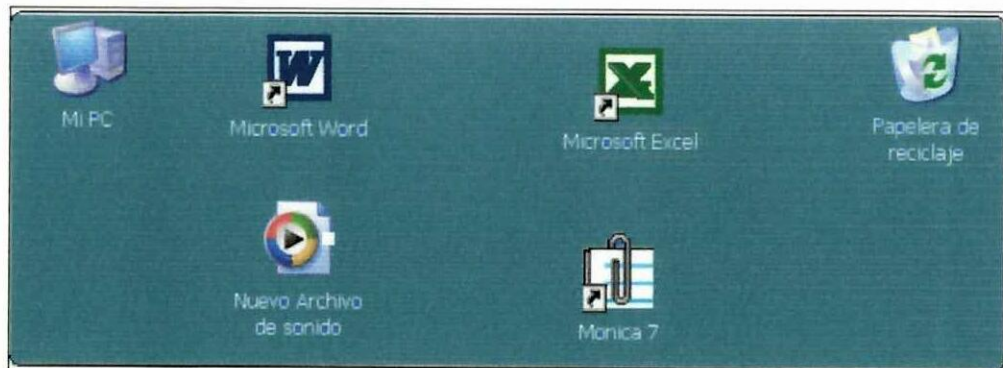 Mi PC
Microsoft Word
Microsoft Excel
Papelera de
reciclaje
Nuevo Archivo
de sonido
Monica 7